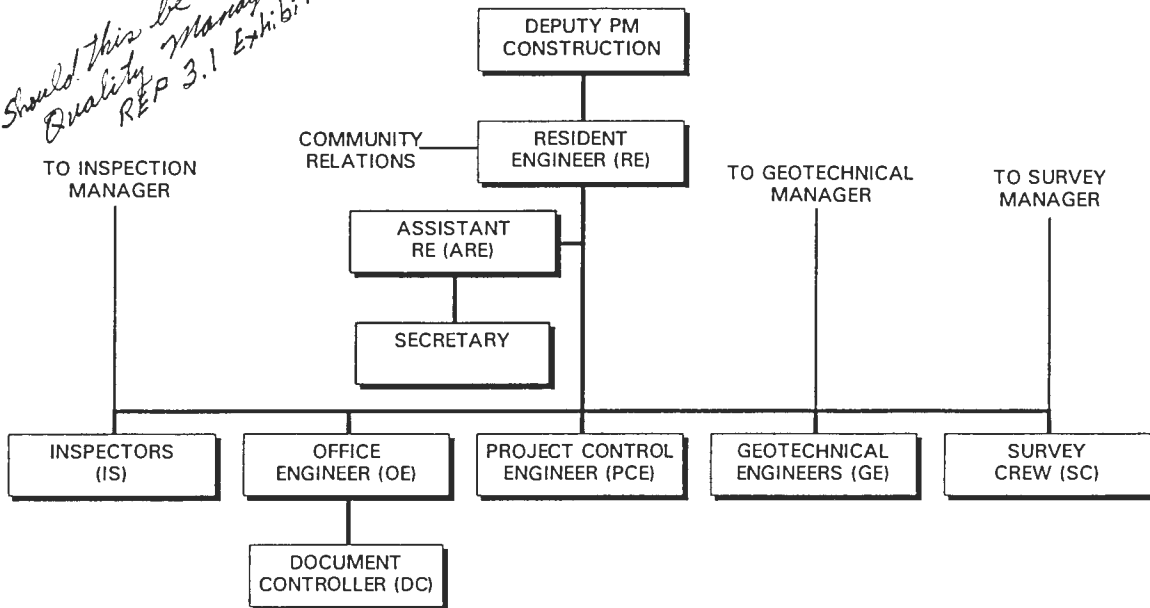 Should this be
Quality Manag
REP 3.1 Exhibi
DEPUTY PM
CONSTRUCTION
COMMUNITY
RELATIONS
RESIDENT
ENGINEER (RE)
TO INSPECTION
MANAGER
TO GEOTECHNICAL
MANAGER
TO SURVEY
MANAGER
ASSISTANT
RE (ARE)
SECRETARY
INSPECTORS
(IS)
OFFICE
ENGINEER (OE)
PROJECT CONTROL
ENGINEER (PCE)
GEOTECHNICAL
ENGINEERS (GE)
SURVEY
CREW (SC)
DOCUMENT
CONTROLLER (DC)